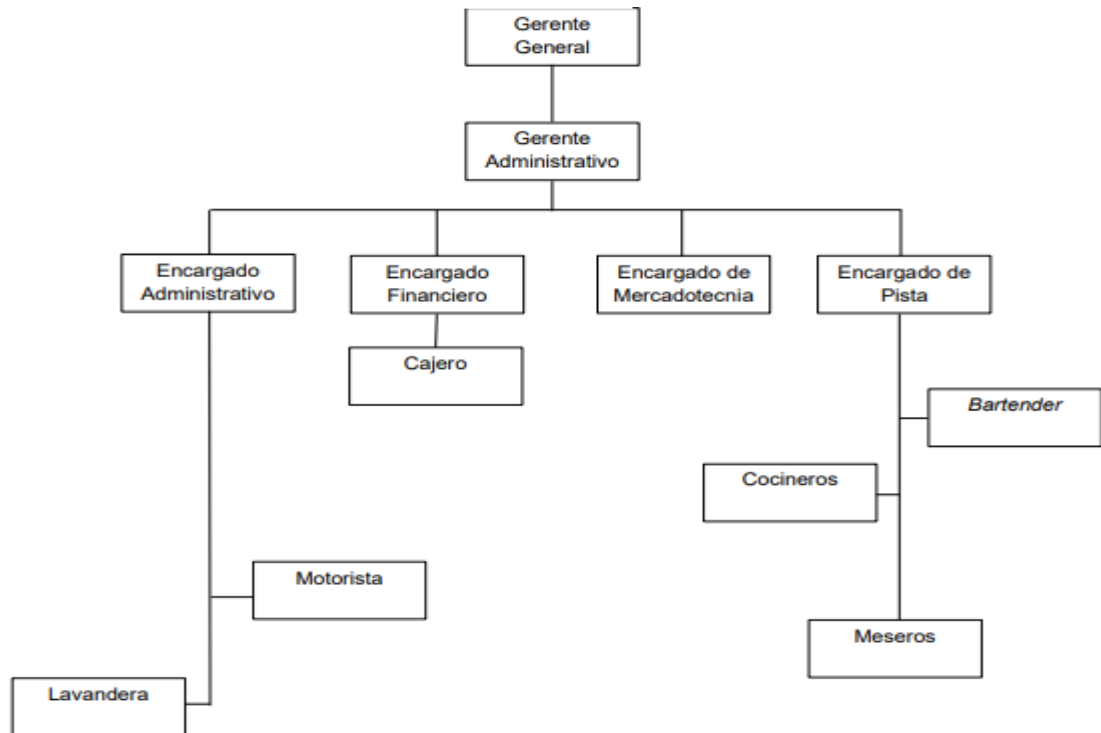 Gerente
General
Gerente
Administrativo
Encargado
Administrativo
Encargado
Financiero
Encargado de
Mercadotecnia
Encargado de
Pista
Cajero
Bartender
Cocineros
Motorista
Meseros
Lavandera